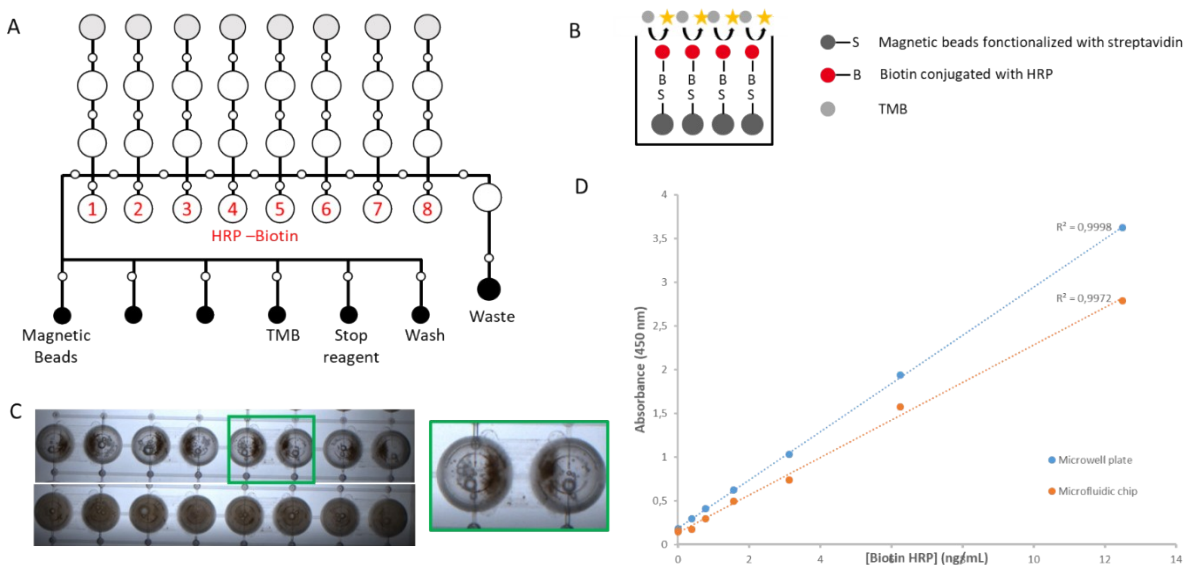 A
1 2 3 4 5 6 7 8
HRP –Biotin
Magnetic
Beads
TMB
Stop
reagent
Wash
Waste
B
S
S
S
S
B
B
B
B
S Magnetic beads fonctionalized with streptavidin
B Biotin conjugated with HRP
TMB
C
D
Absorbance (450 nm)
4
3,5
3
2,5
2
1,5
1
0,5
0
R² = 0,9998
R² = 0,9972
Microwell plate
Microfluidic chip
0 2 4 6 8 10 12 14
[Biotin HRP] (ng/mL)